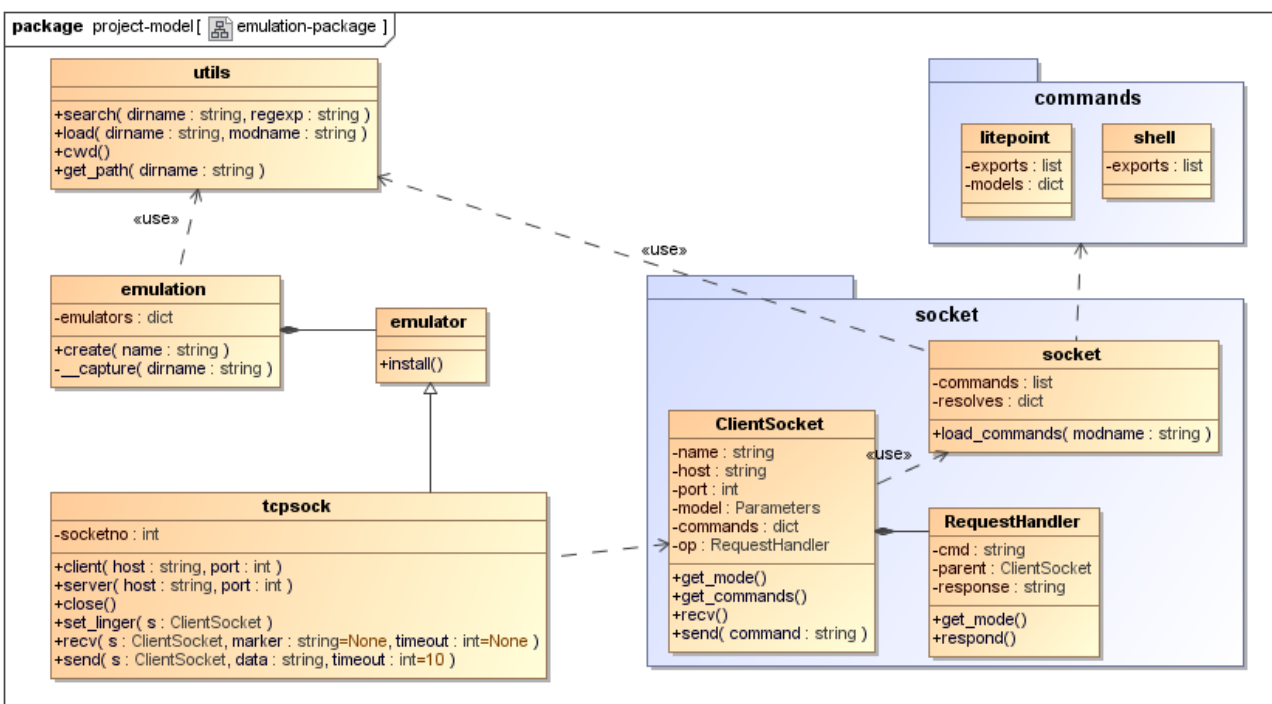 package project-model[ emulation-package ]
utils
+search( dirname : string, regexp : string )
+load( dirname : string, modname : string )
+cwd()
+get_path( dirname : string )
commands
litepoint
-exports : list
-models : dict
shell
-exports : list
«use»
«use»
emulation
-emulators : dict
+create( name : string )
-__capture( dirname : string )
emulator
+install()
socket
socket
-commands : list
-resolves : dict
+load_commands( modname : string )
ClientSocket
-name : string
-host : string
-port : int
-model : Parameters
-commands : dict
-op : RequestHandler
+get_mode()
+get_commands()
+recv()
+send( command : string )
«use»
RequestHandler
-cmd : string
-parent : ClientSocket
-response : string
+get_mode()
+respond()
tcpsock
-socketno : int
+client( host : string, port : int )
+server( host : string, port : int )
+close()
+set_linger( s : ClientSocket )
+recv( s : ClientSocket, marker : string=None, timeout : int=None )
+send( s : ClientSocket, data : string, timeout : int=10 )